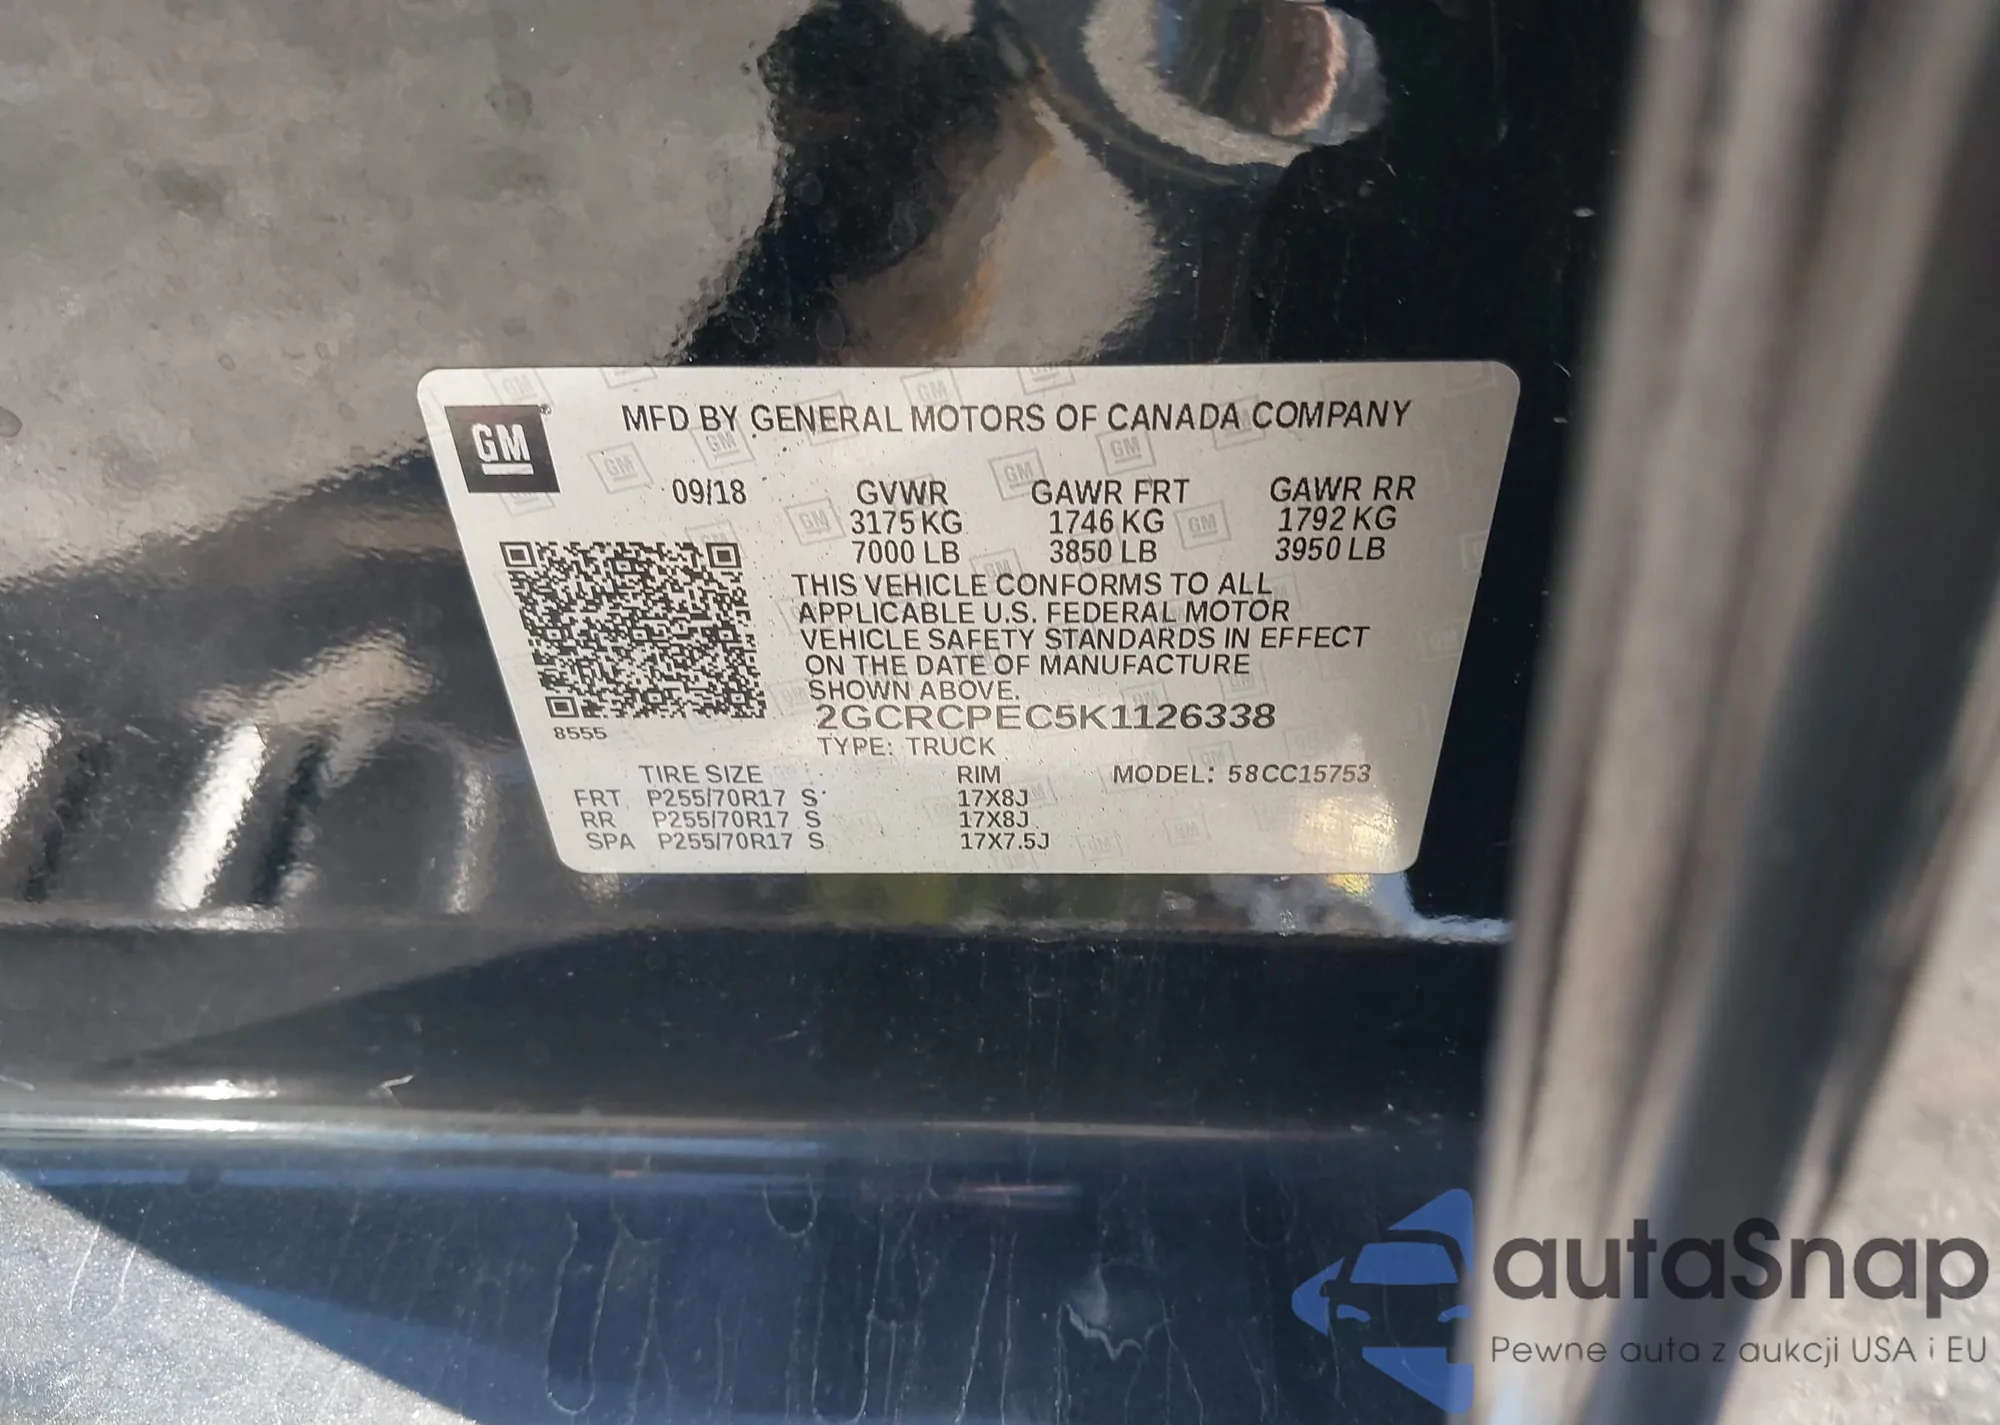 GM
MFD BY GENERAL MOTORS OF CANADA COMPANY
09/18 GVWR GAWR FRT GAWR RR
3175 KG 1746 KG 1792 KG
7000 LB 3850 LB 3950 LB
THIS VEHICLE CONFORMS TO ALL
APPLICABLE U.S. FEDERAL MOTOR
VEHICLE SAFETY STANDARDS IN EFFECT
ON THE DATE OF MANUFACTURE
SHOWN ABOVE.
2GCRCPEC5K1126338
8555
TYPE: TRUCK
TIRE SIZE RIM MODEL: 58CC15753
FRT P255/70R17 S 17X8J
RR P255/70R17 S 17X8J
SPA P255/70R17 S 17X7.5J
autaSnap
Pewne auta z aukcji USA i EU